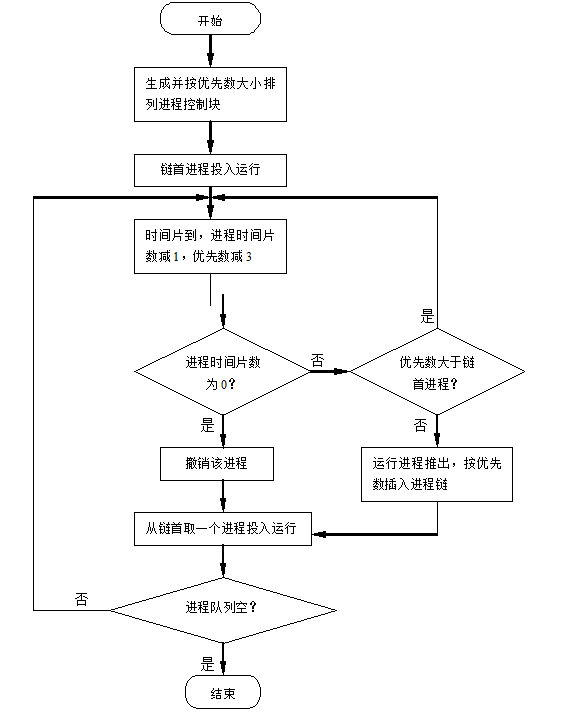 开始
生成并按优先数大小排
列进程控制块
链首进程投入运行
时间片到，进程时间片
数减1，优先数减3
是
进程时间片数
为0？
否
优先数大于链
首进程？
是
否
撤销该进程
运行进程推出，按优先
数插入进程链
从链首取一个进程投入运行
否
进程队列空？
是
结束